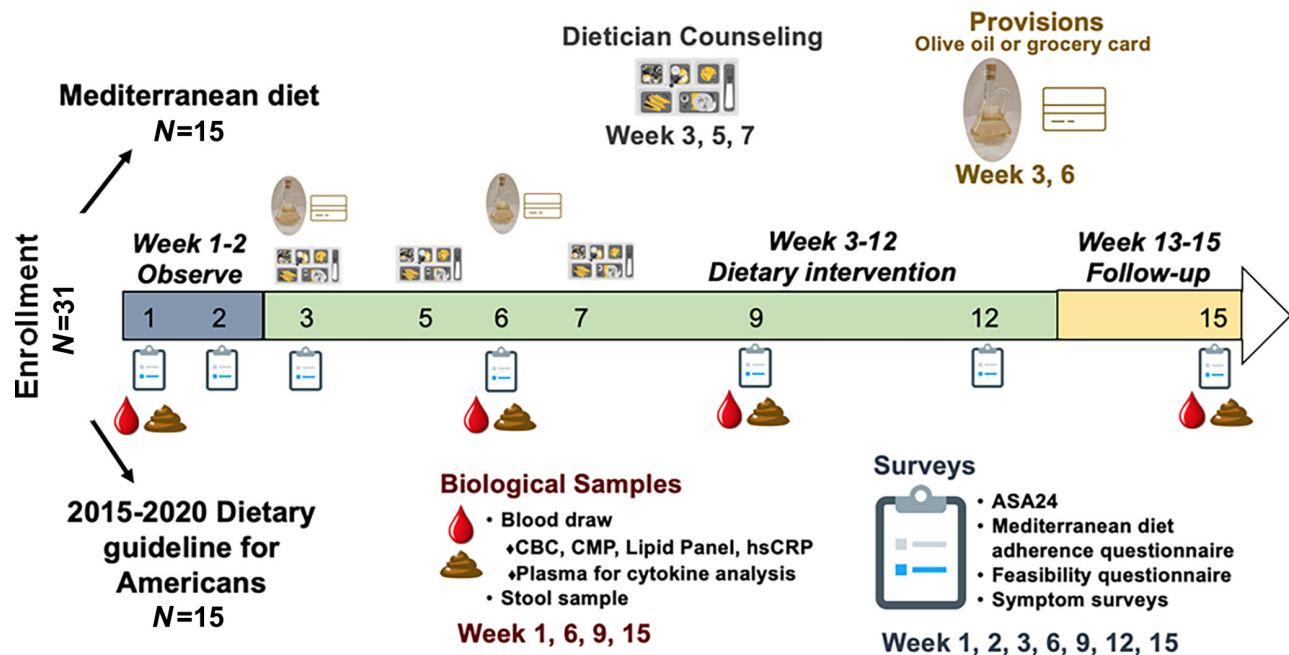 Dietician Counseling
Week 3, 5, 7
Provisions
Olive oil or grocery card
Week 3, 6
Mediterranean diet
N=15
Enrollment
N=31
Week 1-2
Observe
Week 3-12
Dietary intervention
Week 13-15
Follow-up
1 2 3 5 6 7 9 12 15
2015-2020 Dietary
guideline for
Americans
N=15
Biological Samples
• Blood draw
♦CBC, CMP, Lipid Panel, hsCRP
♦Plasma for cytokine analysis
• Stool sample
Week 1, 6, 9, 15
Surveys
• ASA24
• Mediterranean diet
adherence questionnaire
• Feasibility questionnaire
• Symptom surveys
Week 1, 2, 3, 6, 9, 12, 15